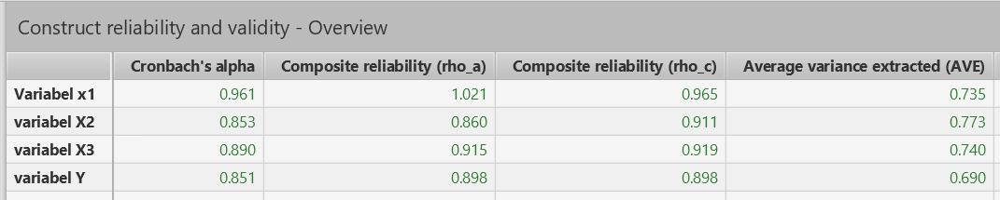 Construct reliability and validity - Overview
Cronbach's alpha Composite reliability (rho_a) Composite reliability (rho_c) Average variance extracted (AVE)
Variabel x1 0.961 1.021 0.965 0.735
variabel X2 0.853 0.860 0.911 0.773
variabel X3 0.890 0.915 0.919 0.740
variabel Y 0.851 0.898 0.898 0.690